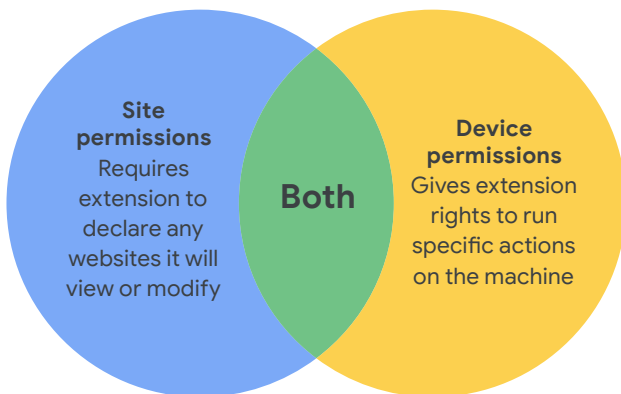 Site
permissions
Requires
extension to
declare any
websites it will
view or modify
Both
Device
permissions
Gives extension
rights to run
specific actions
on the machine